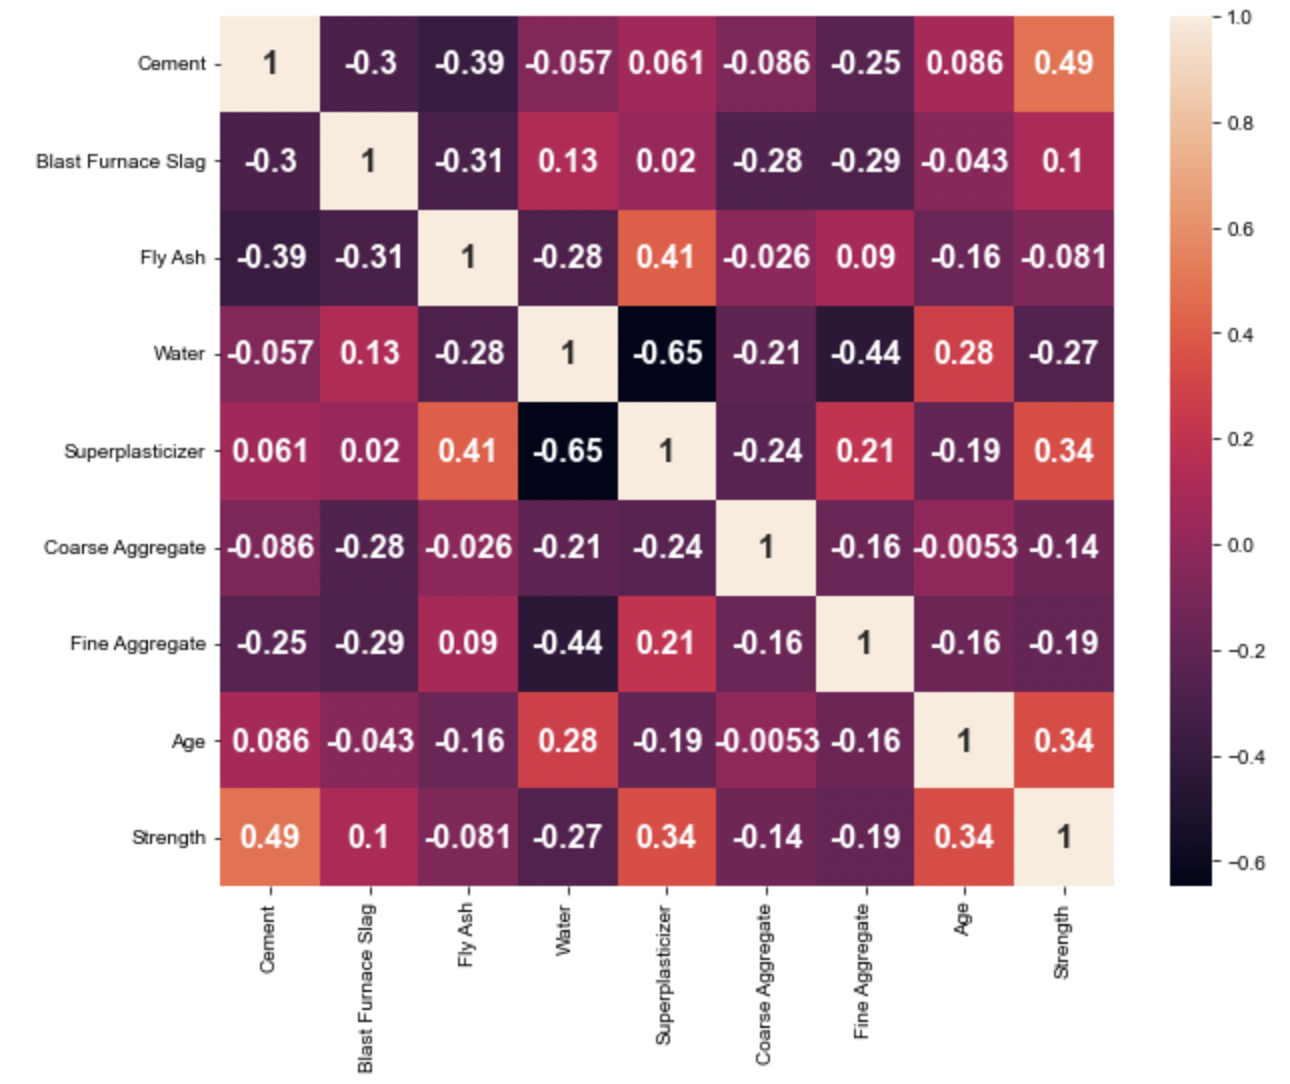 Cement 1 -0.3 -0.39 -0.057 0.061 -0.086 -0.25 0.086 0.49
Blast Furnace Slag -0.3 1 -0.31 0.13 0.02 -0.28 -0.29 -0.043 0.1
Fly Ash -0.39 -0.31 1 -0.28 0.41 -0.026 0.09 -0.16 -0.081
Water -0.057 0.13 -0.28 1 -0.65 -0.21 -0.44 0.28 -0.27
Superplasticizer 0.061 0.02 0.41 -0.65 1 -0.24 0.21 -0.19 0.34
Coarse Aggregate -0.086 -0.28 -0.026 -0.21 -0.24 1 -0.16 -0.0053 -0.14
Fine Aggregate -0.25 -0.29 0.09 -0.44 0.21 -0.16 1 -0.16 -0.19
Age 0.086 -0.043 -0.16 0.28 -0.19 -0.0053 -0.16 1 0.34
Strength 0.49 0.1 -0.081 -0.27 0.34 -0.14 -0.19 0.34 1
Cement
Blast Furnace Slag
Fly Ash
Water
Superplasticizer
Coarse Aggregate
Fine Aggregate
Age
Strength
1.0
0.8
0.6
0.4
0.2
0.0
−0.2
−0.4
−0.6